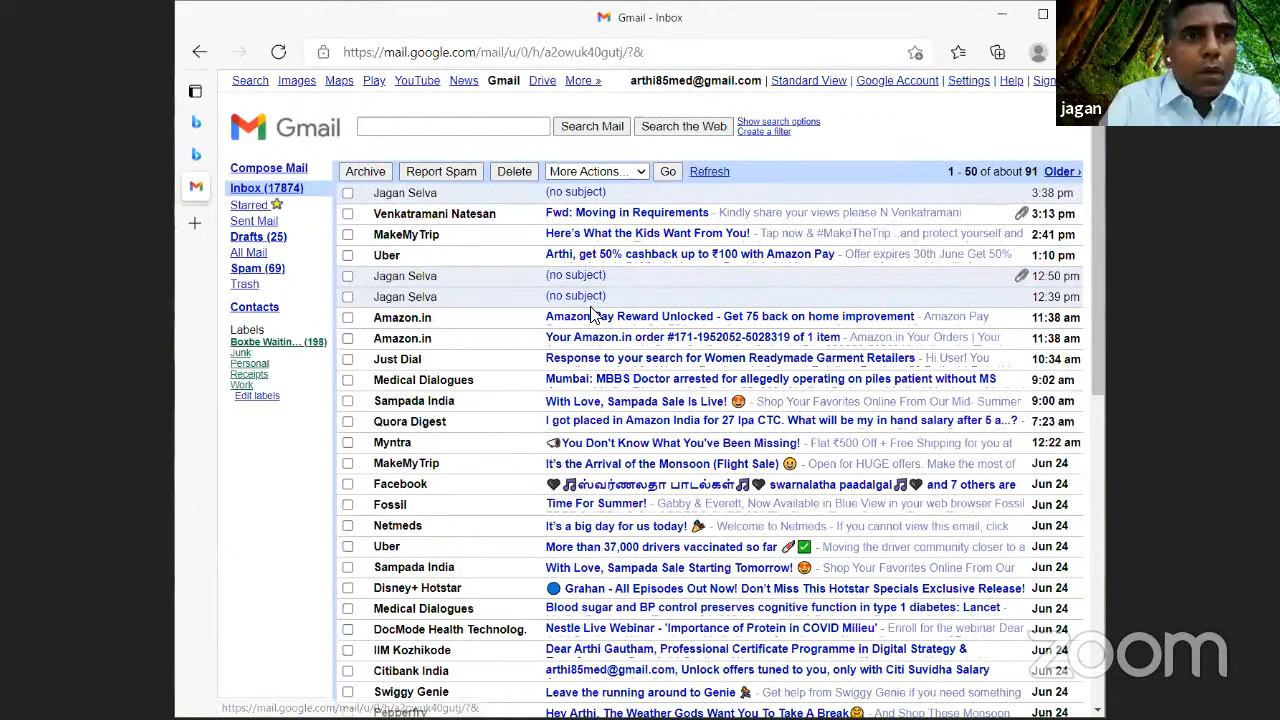 Gmail - Inbox
https://mail.google.com/mail/u/0/h/a2owuk40gutj/?&
jagan
Search Images Maps Play YouTube News Gmail Drive More » arthi85med@gmail.com | Standard View | Google Account | Settings | Help | Sign
Gmail Search Mail Search the Web Show search options
Create a filter
Compose Mail
Inbox (17874)
Starred
Sent Mail
Drafts (25)
All Mail
Spam (69)
Trash
Contacts
Labels
Boxbe Waitin... (198)
Junk
Personal
Receipts
Work
Edit labels
Archive Report Spam Delete More Actions... Go Refresh 1 - 50 of about 91 Older ›
Jagan Selva (no subject) 3:38 pm
Venkatramani Natesan Fwd: Moving in Requirements - Kindly share your views please N Venkatramani 3:13 pm
MakeMyTrip Here's What the Kids Want From You! - Tap now & #MakeTheTrip ..and protect yourself and 2:41 pm
Uber Arthi, get 50% cashback up to ₹100 with Amazon Pay - Offer expires 30th June Get 50% 1:10 pm
Jagan Selva (no subject) 12:50 pm
Jagan Selva (no subject) 12:39 pm
Amazon.in Amazon Pay Reward Unlocked - Get 75 back on home improvement - Amazon Pay 11:38 am
Amazon.in Your Amazon.in order #171-1952052-5028319 of 1 item - Amazon.in Your Orders | Your 11:38 am
Just Dial Response to your search for Women Readymade Garment Retailers - Hi User! You 10:34 am
Medical Dialogues Mumbai: MBBS Doctor arrested for allegedly operating on piles patient without MS 9:02 am
Sampada India With Love, Sampada Sale Is Live! 😍 - Shop Your Favorites Online From Our Mid- Summer 9:00 am
Quora Digest I got placed in Amazon India for 27 lpa CTC. What will be my in hand salary after 5 a...? - 7:23 am
Myntra You Don't Know What You've Been Missing! - Flat ₹500 Off + Free Shipping for you at 12:22 am
MakeMyTrip It's the Arrival of the Monsoon (Flight Sale) - Open for HUGE offers. Make the most of Jun 24
Facebook 🖤🎵ஸ்வர்ணலதா பாடல்கள்🎵🖤 swarnalatha paadalgal🎵🖤 and 7 others are Jun 24
Fossil Time For Summer! - Gabby & Everett, Now Available in Blue View in your web browser Fossil Jun 24
Netmeds It's a big day for us today! - Welcome to Netmeds - If you cannot view this email, click Jun 24
Uber More than 37,000 drivers vaccinated so far ✅ - Moving the driver community closer to a Jun 24
Sampada India With Love, Sampada Sale Starting Tomorrow! 😍 - Shop Your Favorites Online From Our Jun 24
Disney+ Hotstar 🔵 Grahan - All Episodes Out Now! Don't Miss This Hotstar Specials Exclusive Release! Jun 24
Medical Dialogues Blood sugar and BP control preserves cognitive function in type 1 diabetes: Lancet - Jun 24
DocMode Health Technolog. Nestle Live Webinar - 'Importance of Protein in COVID Milieu' - Enroll for the webinar Dear Jun 24
IIM Kozhikode Dear Arthi Gautham, Professional Certificate Programme in Digital Strategy & Jun 24
Citibank India arthi85med@gmail.com, Unlock offers tuned to you, only with Citi Suvidha Salary Jun 24
Swiggy Genie Leave the running around to Genie - Get help from Swiggy Genie if you need something Jun 24
Pepperfry Hey Arthi, The Weather Gods Want You To Take A Break🤗 - And Shop These Monsoon Jun 24
https://mail.google.com/mail/u/0/h/a2owuk40gutj/?&
zoom